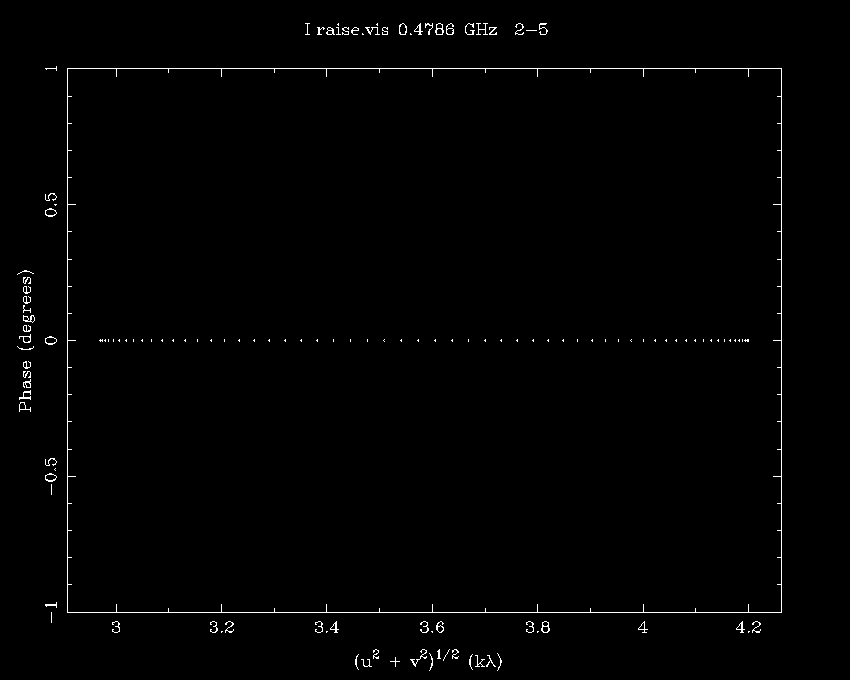 I raise.vis 0.4786 GHz 2−5
1
0.5
0
−0.5
−1
Phase (degrees)
3 3.2 3.4 3.6 3.8 4 4.2
(u² + v²)^1/2 (kλ)